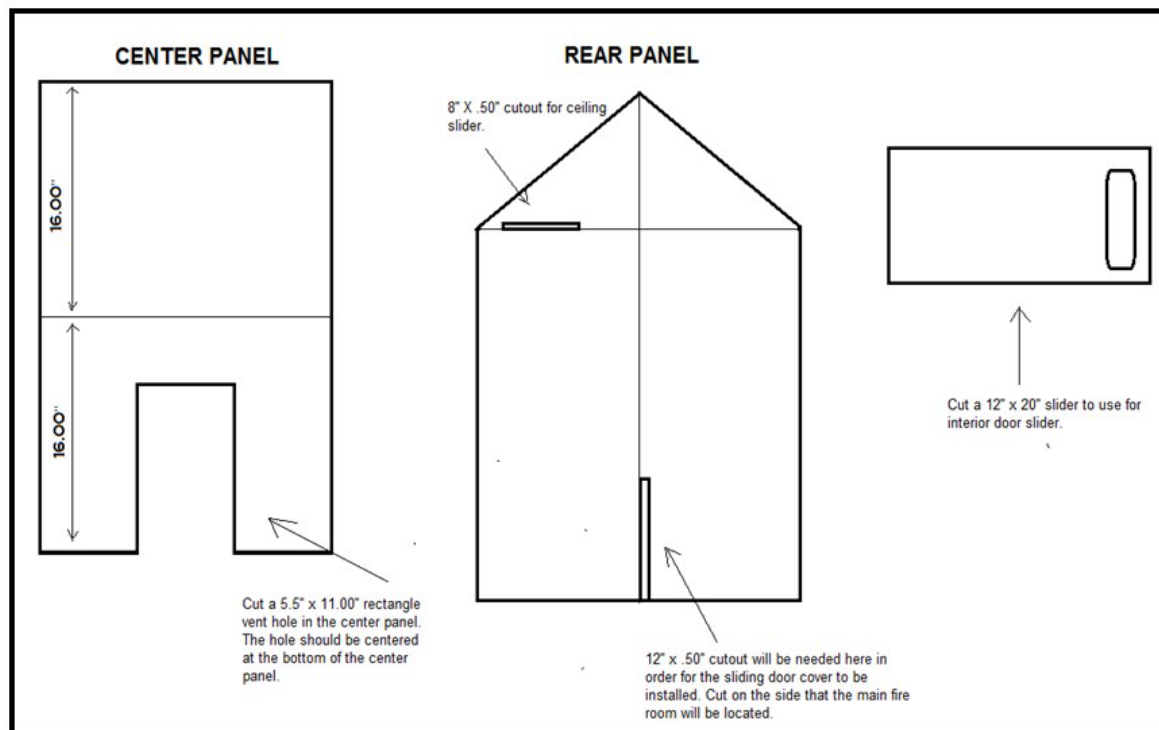 CENTER PANEL
16.00"
16.00"
Cut a 5.5" x 11.00" rectangle
vent hole in the center panel.
The hole should be centered
at the bottom of the center
panel.
REAR PANEL
8" X .50" cutout for ceiling
slider.
12" x .50" cutout will be needed here in
order for the sliding door cover to be
installed. Cut on the side that the main fire
room will be located.
Cut a 12" x 20" slider to use for
interior door slider.